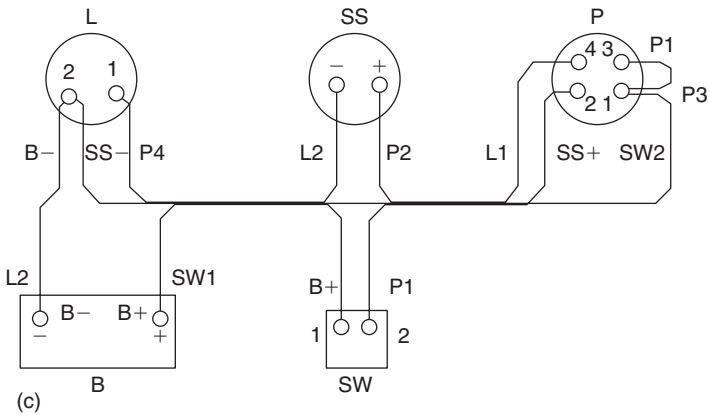 L SS P
2 1 − + 4 3 P1
2 1 P3
B− SS− P4 L2 P2 L1 SS+ SW2
L2 SW1 B+ P1
B− B+
− + 1 2
B SW
(c)